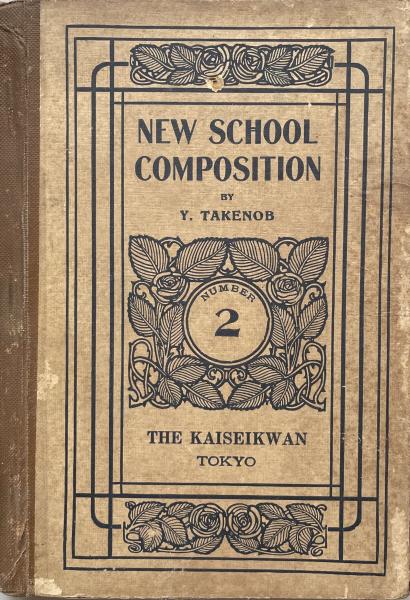 NEW SCHOOL
COMPOSITION
BY
Y. TAKENOB
NUMBER
2
THE KAISEIKWAN
TOKYO